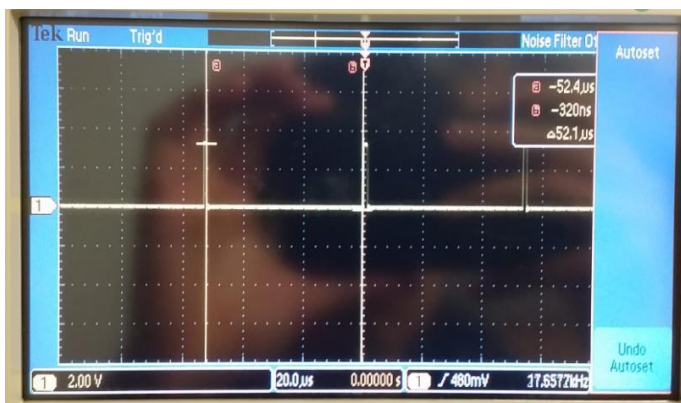 Tek Run Trig'd Noise Filter Of
Autoset
a b T
a -52.4µs
b -320ns
△52.1µs
1
Undo
Autoset
1 2.00 V 20.0µs 0.00000 s 1 ∫ 480mV 17.6572kHz